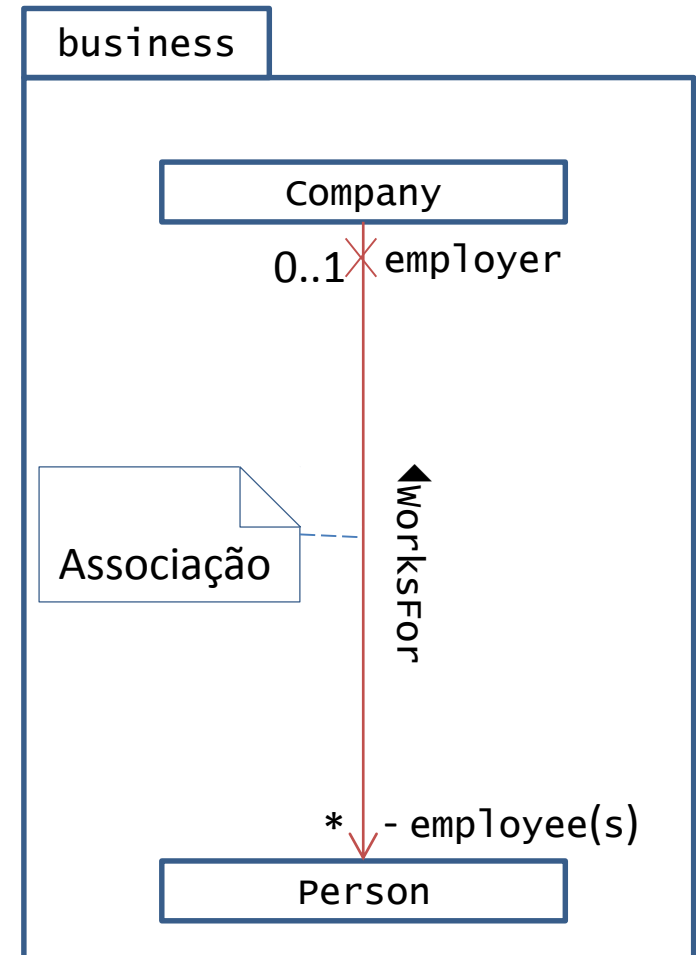 business
Company
0..1 employer
◀WorksFor
Associação
* - employee(s)
Person